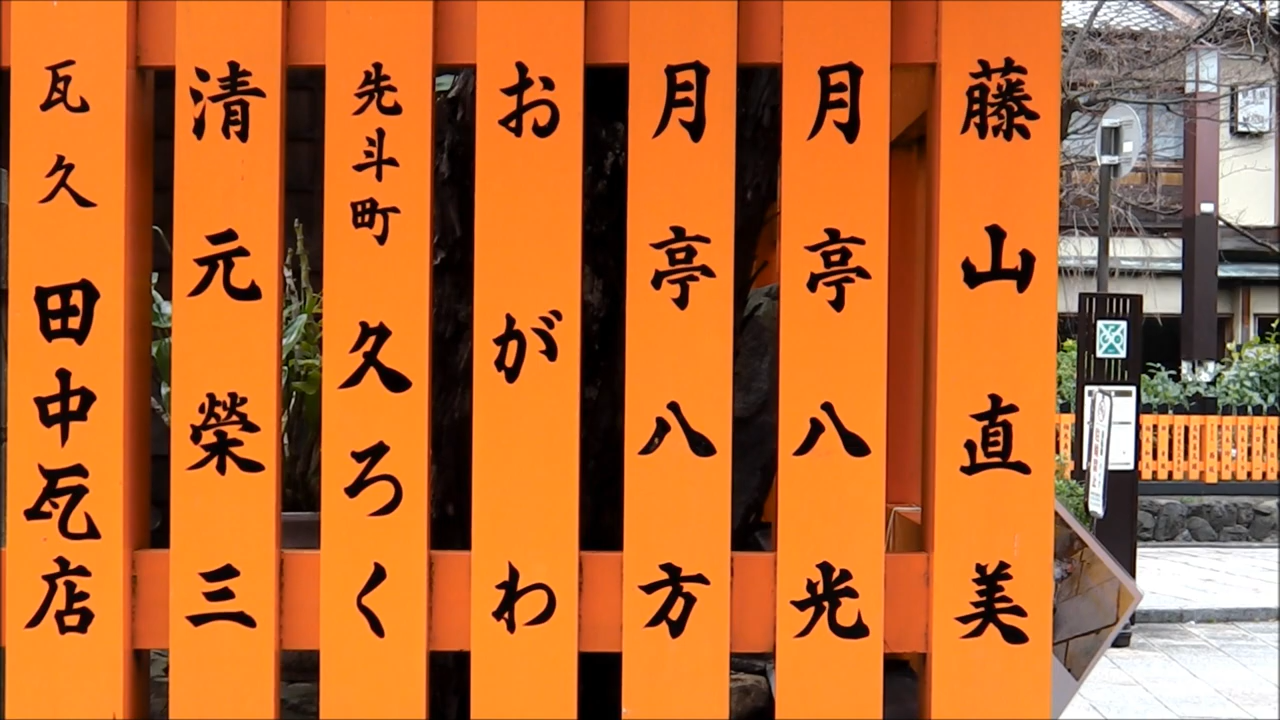 藤山直美
月亭八光
月亭八方
おがわ
先斗町 久ろく
清元榮三
瓦久 田中瓦店